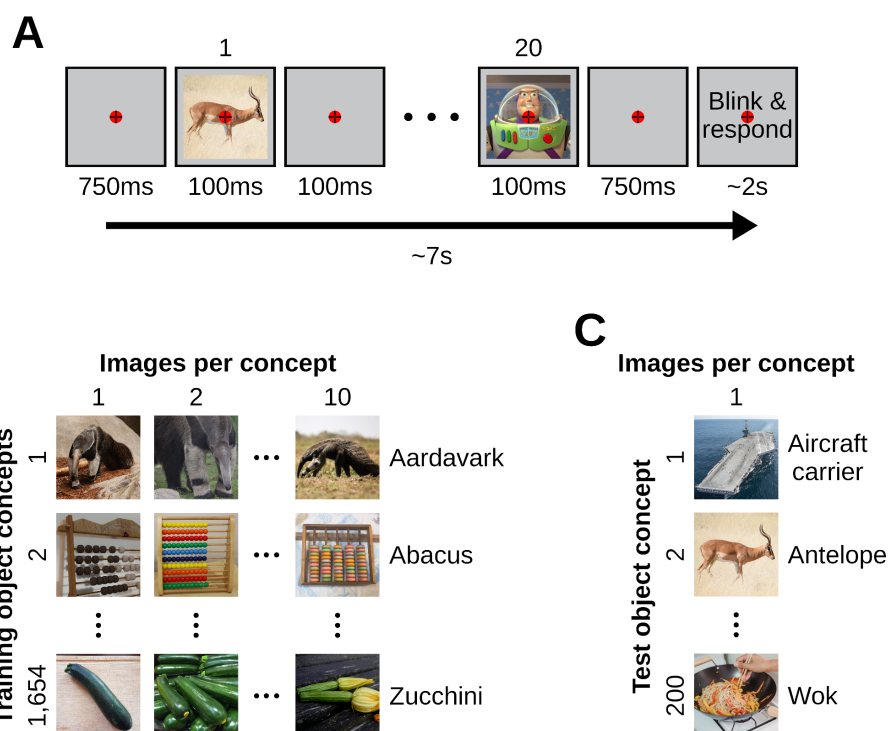 A
1
20
Blink &
respond
750ms
100ms
100ms
100ms
750ms
~2s
~7s
C
Images per concept
Images per concept
1
2
10
1
Training object concepts
1
Aardavark
2
Abacus
1,654
Zucchini
Test object concept
1
Aircraft
carrier
2
Antelope
200
Wok